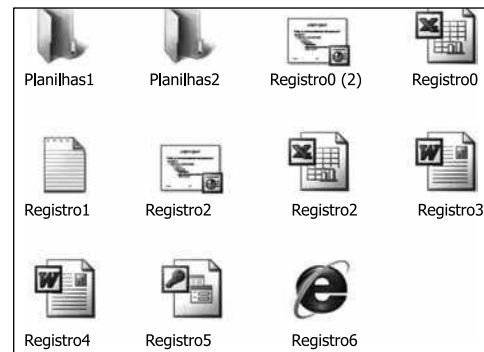 Planilhas1 Planilhas2 Registro0 (2) Registro0
Registro1 Registro2 Registro2 Registro3
Registro4 Registro5 Registro6